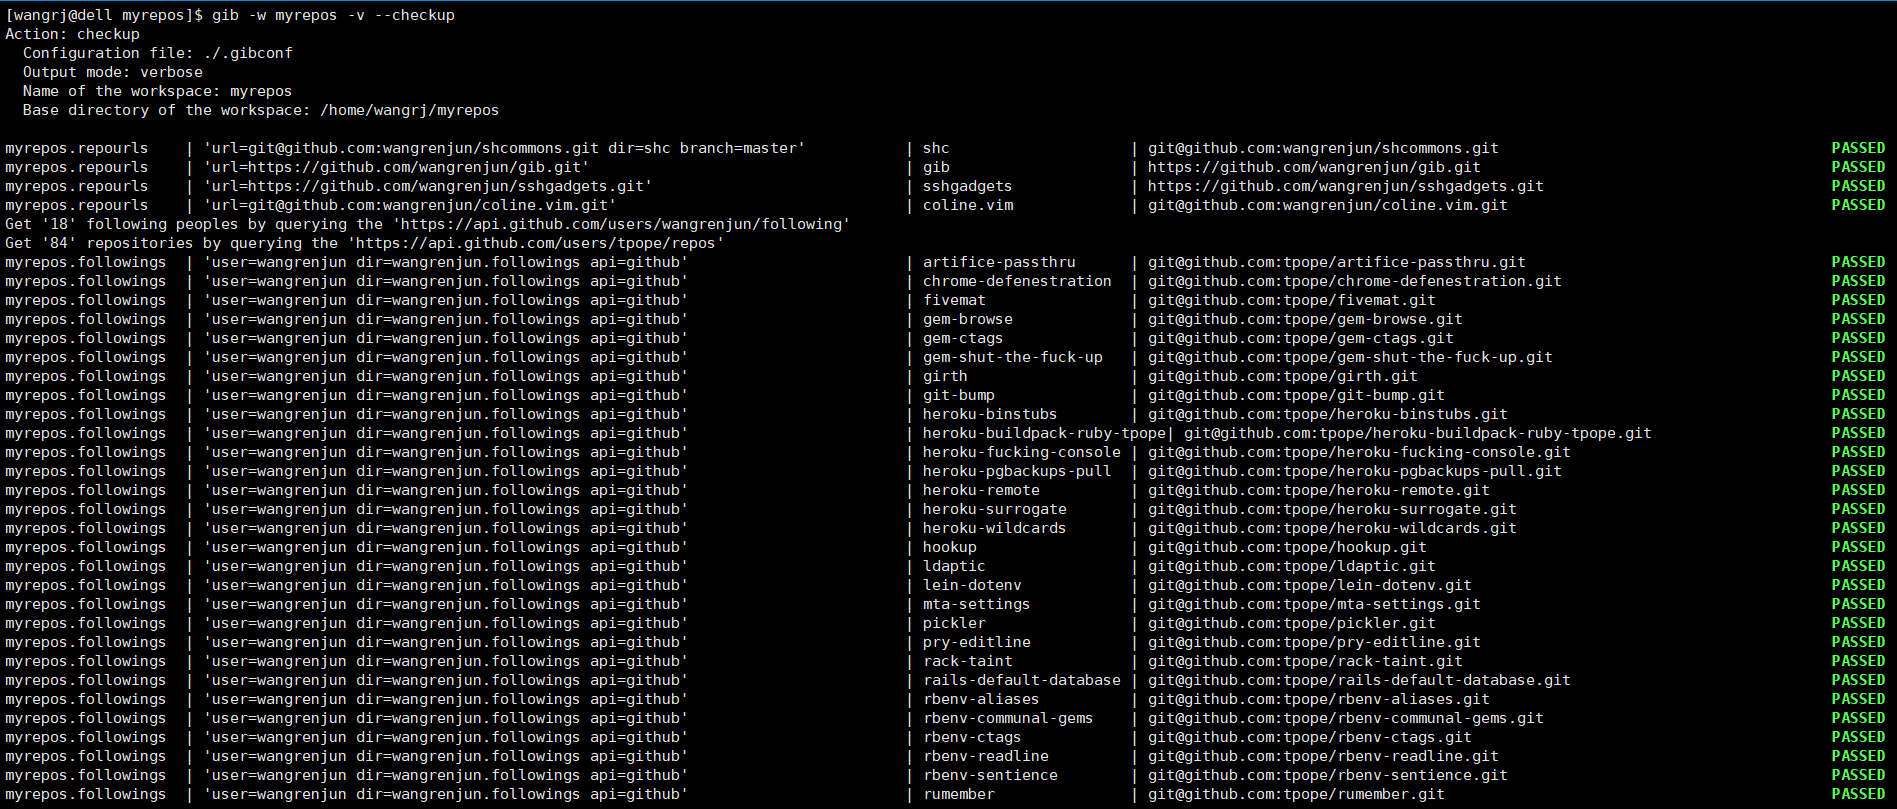 [wangrj@dell myrepos]$ gib -w myrepos -v --checkup
Action: checkup
  Configuration file: ./.gibconf
  Output mode: verbose
  Name of the workspace: myrepos
  Base directory of the workspace: /home/wangrj/myrepos

myrepos.repourls    | 'url=git@github.com:wangrenjun/shcommons.git dir=shc branch=master'           | shc                     | git@github.com:wangrenjun/shcommons.git PASSED
myrepos.repourls    | 'url=https://github.com/wangrenjun/gib.git' | gib | https://github.com/wangrenjun/gib.git PASSED
myrepos.repourls    | 'url=https://github.com/wangrenjun/sshgadgets.git' | sshgadgets | https://github.com/wangrenjun/sshgadgets.git PASSED
myrepos.repourls    | 'url=git@github.com:wangrenjun/coline.vim.git' | coline.vim | git@github.com:wangrenjun/coline.vim.git PASSED
Get '18' following peoples by querying the 'https://api.github.com/users/wangrenjun/following'
Get '84' repositories by querying the 'https://api.github.com/users/tpope/repos'
myrepos.followings  | 'user=wangrenjun dir=wangrenjun.followings api=github' | artifice-passthru | git@github.com:tpope/artifice-passthru.git PASSED
myrepos.followings  | 'user=wangrenjun dir=wangrenjun.followings api=github' | chrome-defenestration | git@github.com:tpope/chrome-defenestration.git PASSED
myrepos.followings  | 'user=wangrenjun dir=wangrenjun.followings api=github' | fivemat | git@github.com:tpope/fivemat.git PASSED
myrepos.followings  | 'user=wangrenjun dir=wangrenjun.followings api=github' | gem-browse | git@github.com:tpope/gem-browse.git PASSED
myrepos.followings  | 'user=wangrenjun dir=wangrenjun.followings api=github' | gem-ctags | git@github.com:tpope/gem-ctags.git PASSED
myrepos.followings  | 'user=wangrenjun dir=wangrenjun.followings api=github' | gem-shut-the-fuck-up | git@github.com:tpope/gem-shut-the-fuck-up.git PASSED
myrepos.followings  | 'user=wangrenjun dir=wangrenjun.followings api=github' | girth | git@github.com:tpope/girth.git PASSED
myrepos.followings  | 'user=wangrenjun dir=wangrenjun.followings api=github' | git-bump | git@github.com:tpope/git-bump.git PASSED
myrepos.followings  | 'user=wangrenjun dir=wangrenjun.followings api=github' | heroku-binstubs | git@github.com:tpope/heroku-binstubs.git PASSED
myrepos.followings  | 'user=wangrenjun dir=wangrenjun.followings api=github' | heroku-buildpack-ruby-tpope| git@github.com:tpope/heroku-buildpack-ruby-tpope.git PASSED
myrepos.followings  | 'user=wangrenjun dir=wangrenjun.followings api=github' | heroku-fucking-console | git@github.com:tpope/heroku-fucking-console.git PASSED
myrepos.followings  | 'user=wangrenjun dir=wangrenjun.followings api=github' | heroku-pgbackups-pull | git@github.com:tpope/heroku-pgbackups-pull.git PASSED
myrepos.followings  | 'user=wangrenjun dir=wangrenjun.followings api=github' | heroku-remote | git@github.com:tpope/heroku-remote.git PASSED
myrepos.followings  | 'user=wangrenjun dir=wangrenjun.followings api=github' | heroku-surrogate | git@github.com:tpope/heroku-surrogate.git PASSED
myrepos.followings  | 'user=wangrenjun dir=wangrenjun.followings api=github' | heroku-wildcards | git@github.com:tpope/heroku-wildcards.git PASSED
myrepos.followings  | 'user=wangrenjun dir=wangrenjun.followings api=github' | hookup | git@github.com:tpope/hookup.git PASSED
myrepos.followings  | 'user=wangrenjun dir=wangrenjun.followings api=github' | ldaptic | git@github.com:tpope/ldaptic.git PASSED
myrepos.followings  | 'user=wangrenjun dir=wangrenjun.followings api=github' | lein-dotenv | git@github.com:tpope/lein-dotenv.git PASSED
myrepos.followings  | 'user=wangrenjun dir=wangrenjun.followings api=github' | mta-settings | git@github.com:tpope/mta-settings.git PASSED
myrepos.followings  | 'user=wangrenjun dir=wangrenjun.followings api=github' | pickler | git@github.com:tpope/pickler.git PASSED
myrepos.followings  | 'user=wangrenjun dir=wangrenjun.followings api=github' | pry-editline | git@github.com:tpope/pry-editline.git PASSED
myrepos.followings  | 'user=wangrenjun dir=wangrenjun.followings api=github' | rack-taint | git@github.com:tpope/rack-taint.git PASSED
myrepos.followings  | 'user=wangrenjun dir=wangrenjun.followings api=github' | rails-default-database | git@github.com:tpope/rails-default-database.git PASSED
myrepos.followings  | 'user=wangrenjun dir=wangrenjun.followings api=github' | rbenv-aliases | git@github.com:tpope/rbenv-aliases.git PASSED
myrepos.followings  | 'user=wangrenjun dir=wangrenjun.followings api=github' | rbenv-communal-gems | git@github.com:tpope/rbenv-communal-gems.git PASSED
myrepos.followings  | 'user=wangrenjun dir=wangrenjun.followings api=github' | rbenv-ctags | git@github.com:tpope/rbenv-ctags.git PASSED
myrepos.followings  | 'user=wangrenjun dir=wangrenjun.followings api=github' | rbenv-readline | git@github.com:tpope/rbenv-readline.git PASSED
myrepos.followings  | 'user=wangrenjun dir=wangrenjun.followings api=github' | rbenv-sentience | git@github.com:tpope/rbenv-sentience.git PASSED
myrepos.followings  | 'user=wangrenjun dir=wangrenjun.followings api=github' | rumember | git@github.com:tpope/rumember.git PASSED